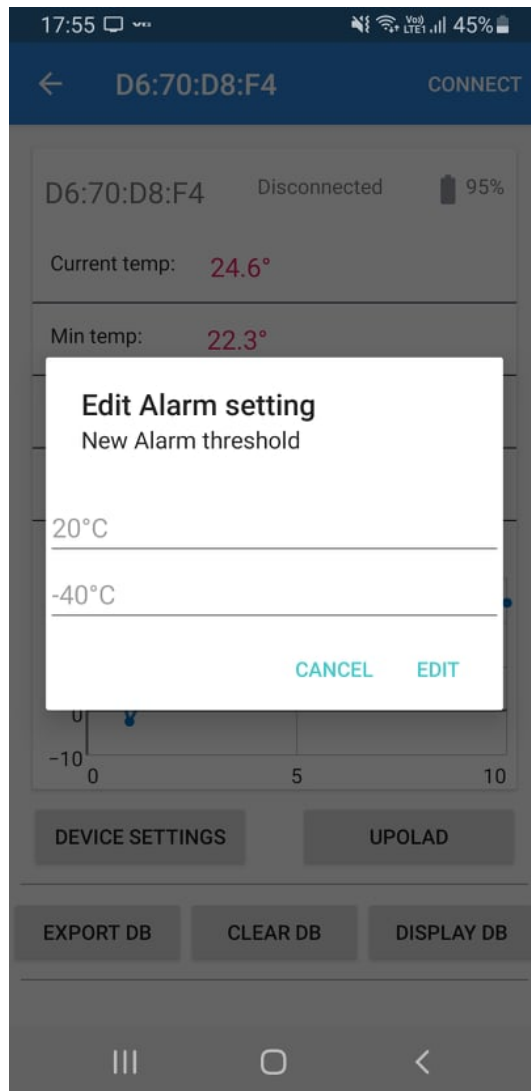 17:55 45%
D6:70:D8:F4 CONNECT
D6:70:D8:F4 Disconnected 95%
Current temp: 24.6°
Min temp: 22.3°
Edit Alarm setting
New Alarm threshold
20°C
-40°C
CANCEL EDIT
0
-10
0 5 10
DEVICE SETTINGS UPOLAD
EXPORT DB CLEAR DB DISPLAY DB